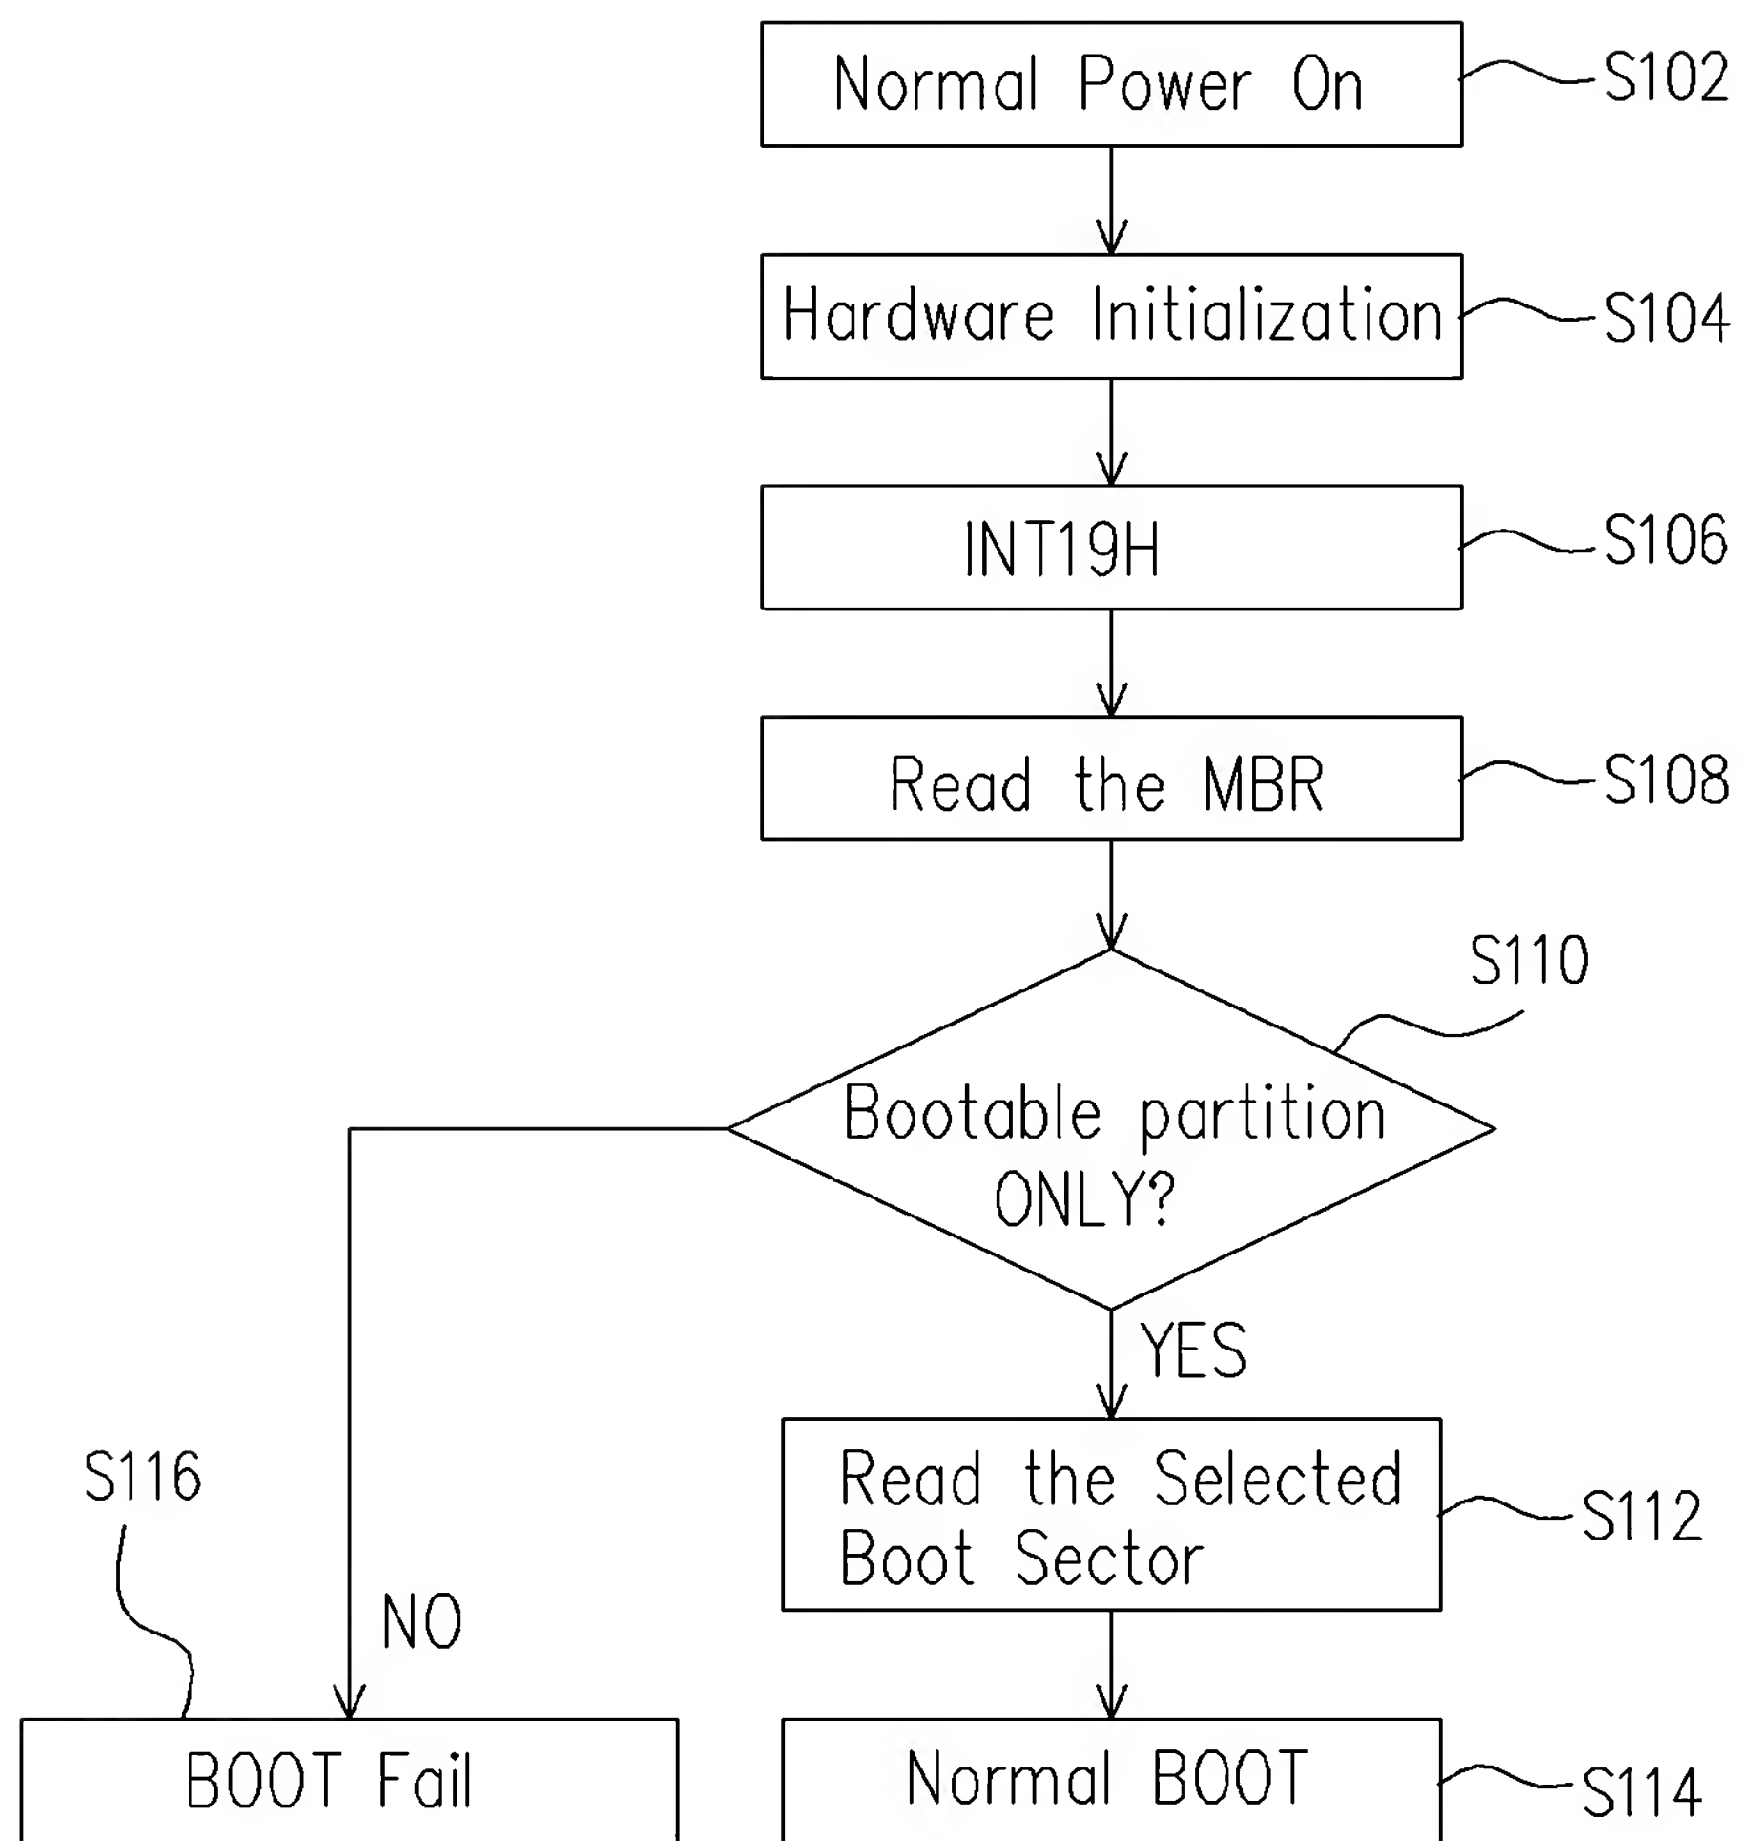 Normal Power On
S102
Hardware Initialization
S104
INT19H
S106
Read the MBR
S108
S110
Bootable partition
ONLY?
YES
Read the Selected
Boot Sector
S112
S116
NO
BOOT Fail
Normal BOOT
S114